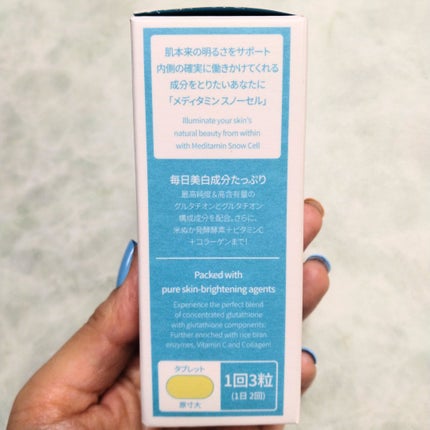 肌本来の明るさをサポート
内側の確実に働きかけてくれる
成分をとりたいあなたに
「メディタミン スノーセル」
Illuminate your skin's
natural beauty from within
with Meditamin Snow Cell
毎日美白成分たっぷり
最高純度&高含有量の
グルタチオンとグルタチオン
構成成分を配合。さらに、
米ぬか発酵酵素+ビタミンC
+コラーゲンまで!
Packed with
pure skin-brightening agents
Experience the perfect blend
of concentrated glutathione
with glutathione components:
Further enriched with rice bran
enzymes, Vitamin C and Collagen!
タブレット
原寸大
1回3粒
(1日2回)